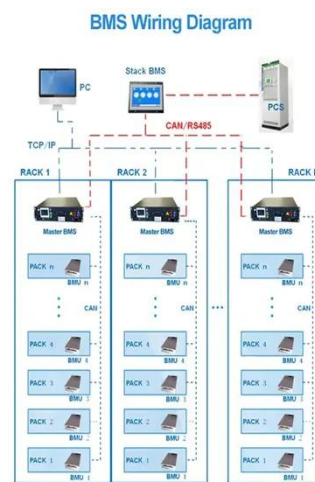 BMS Wiring Diagram
PC
Stack BMS
PCS
CAN/RS485
TCP/IP
RACK 1
RACK 2
RACK
Master BMS
Master BMS
Master BMS
PACK n
BMU n
PACK n
BMU n
PACK n
BMU n
CAN
CAN
CAN
PACK 4
BMU 4
PACK 4
BMU 4
PACK 4
BMU 4
PACK 3
BMU 3
PACK 3
BMU 3
PACK 3
BMU 3
PACK 2
BMU 2
PACK 2
BMU 2
PACK 2
BMU 2
PACK 1
BMU 1
PACK 1
BMU 1
PACK 1
BMU 1